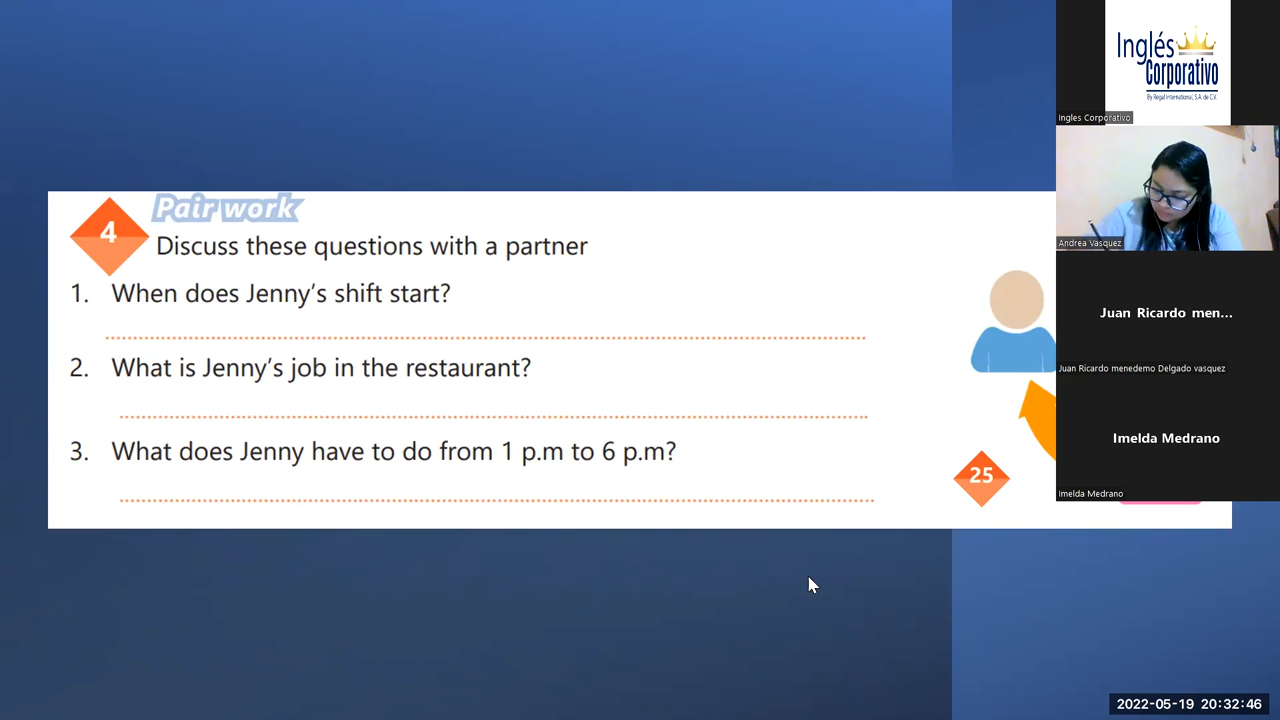 4
Pair work
Discuss these questions with a partner
1. When does Jenny's shift start?
2. What is Jenny's job in the restaurant?
3. What does Jenny have to do from 1 p.m to 6 p.m?
25
Inglés
Corporativo
By Regal International, S.A. de C.V.
Ingles Corporativo
Andrea Vasquez
Juan Ricardo men...
Juan Ricardo menedemo Delgado vasquez
Imelda Medrano
Imelda Medrano
2022-05-19 20:32:46